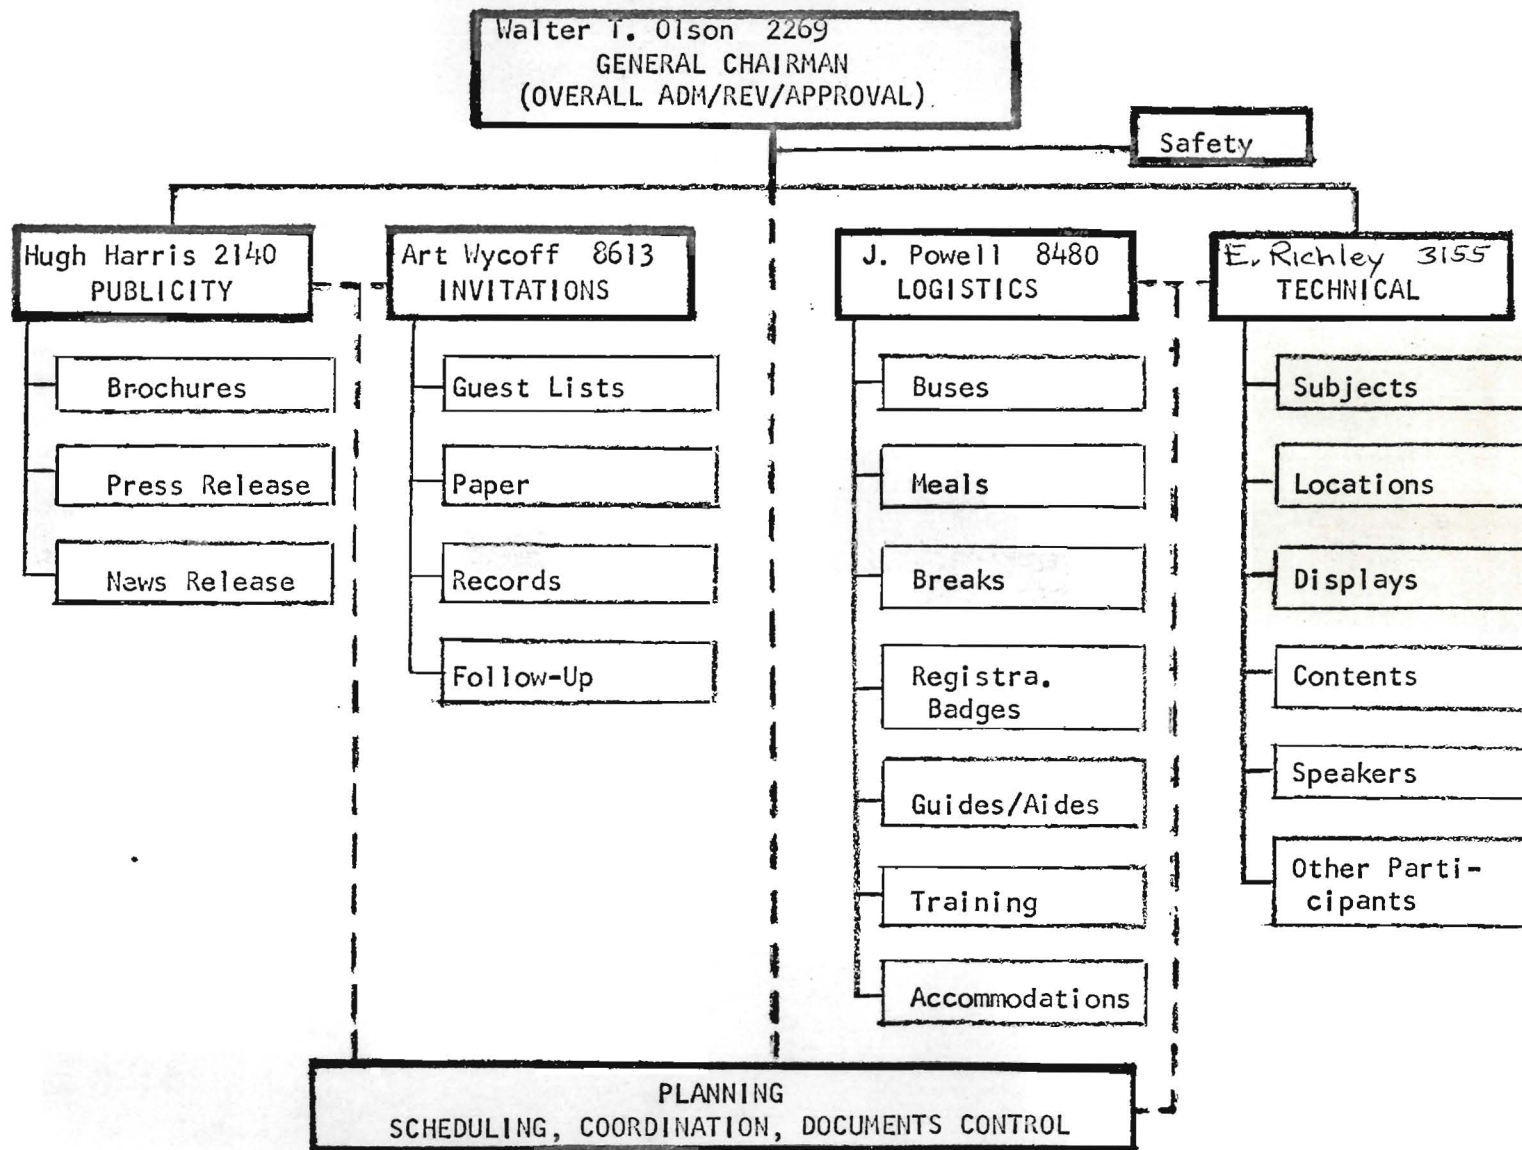 Walter T. Olson 2269
GENERAL CHAIRMAN
(OVERALL ADM/REV/APPROVAL)
Safety
Hugh Harris 2140
PUBLICITY
Brochures
Press Release
News Release
Art Wycoff 8613
INVITATIONS
Guest Lists
Paper
Records
Follow-Up
J. Powell 8480
LOGISTICS
Buses
Meals
Breaks
Registra.
Badges
Guides/Aides
Training
Accommodations
E. Richley 3155
TECHNICAL
Subjects
Locations
Displays
Contents
Speakers
Other Parti-
cipants
PLANNING
SCHEDULING, COORDINATION, DOCUMENTS CONTROL